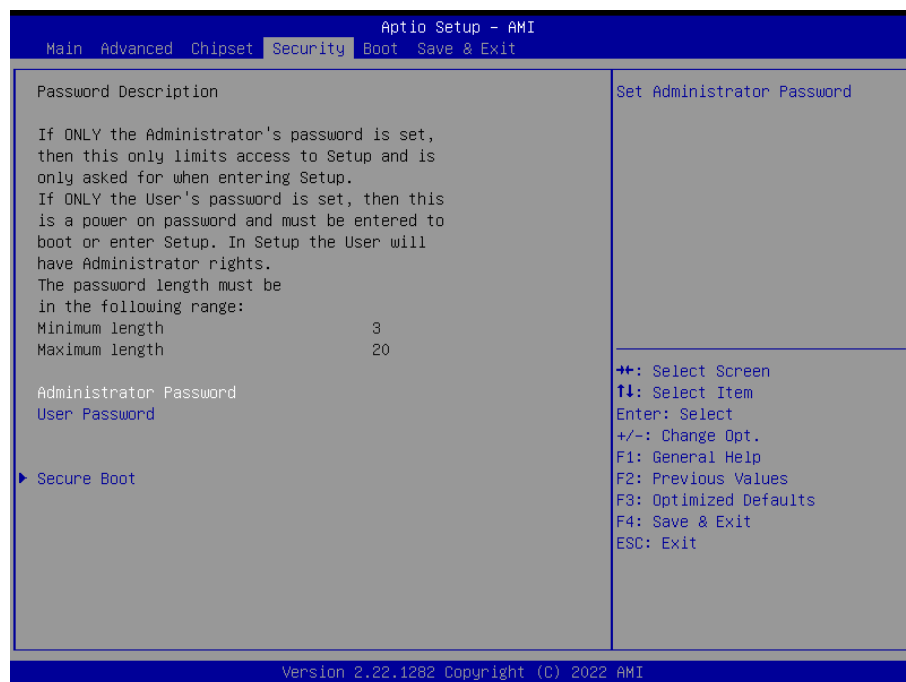 Aptio Setup – AMI
Main Advanced Chipset Security Boot Save & Exit
Password Description
If ONLY the Administrator's password is set,
then this only limits access to Setup and is
only asked for when entering Setup.
If ONLY the User's password is set, then this
is a power on password and must be entered to
boot or enter Setup. In Setup the User will
have Administrator rights.
The password length must be
in the following range:
Minimum length 3
Maximum length 20
Administrator Password
User Password
Secure Boot
Set Administrator Password
→←: Select Screen
↑↓: Select Item
Enter: Select
+/-: Change Opt.
F1: General Help
F2: Previous Values
F3: Optimized Defaults
F4: Save & Exit
ESC: Exit
Version 2.22.1282 Copyright (C) 2022 AMI